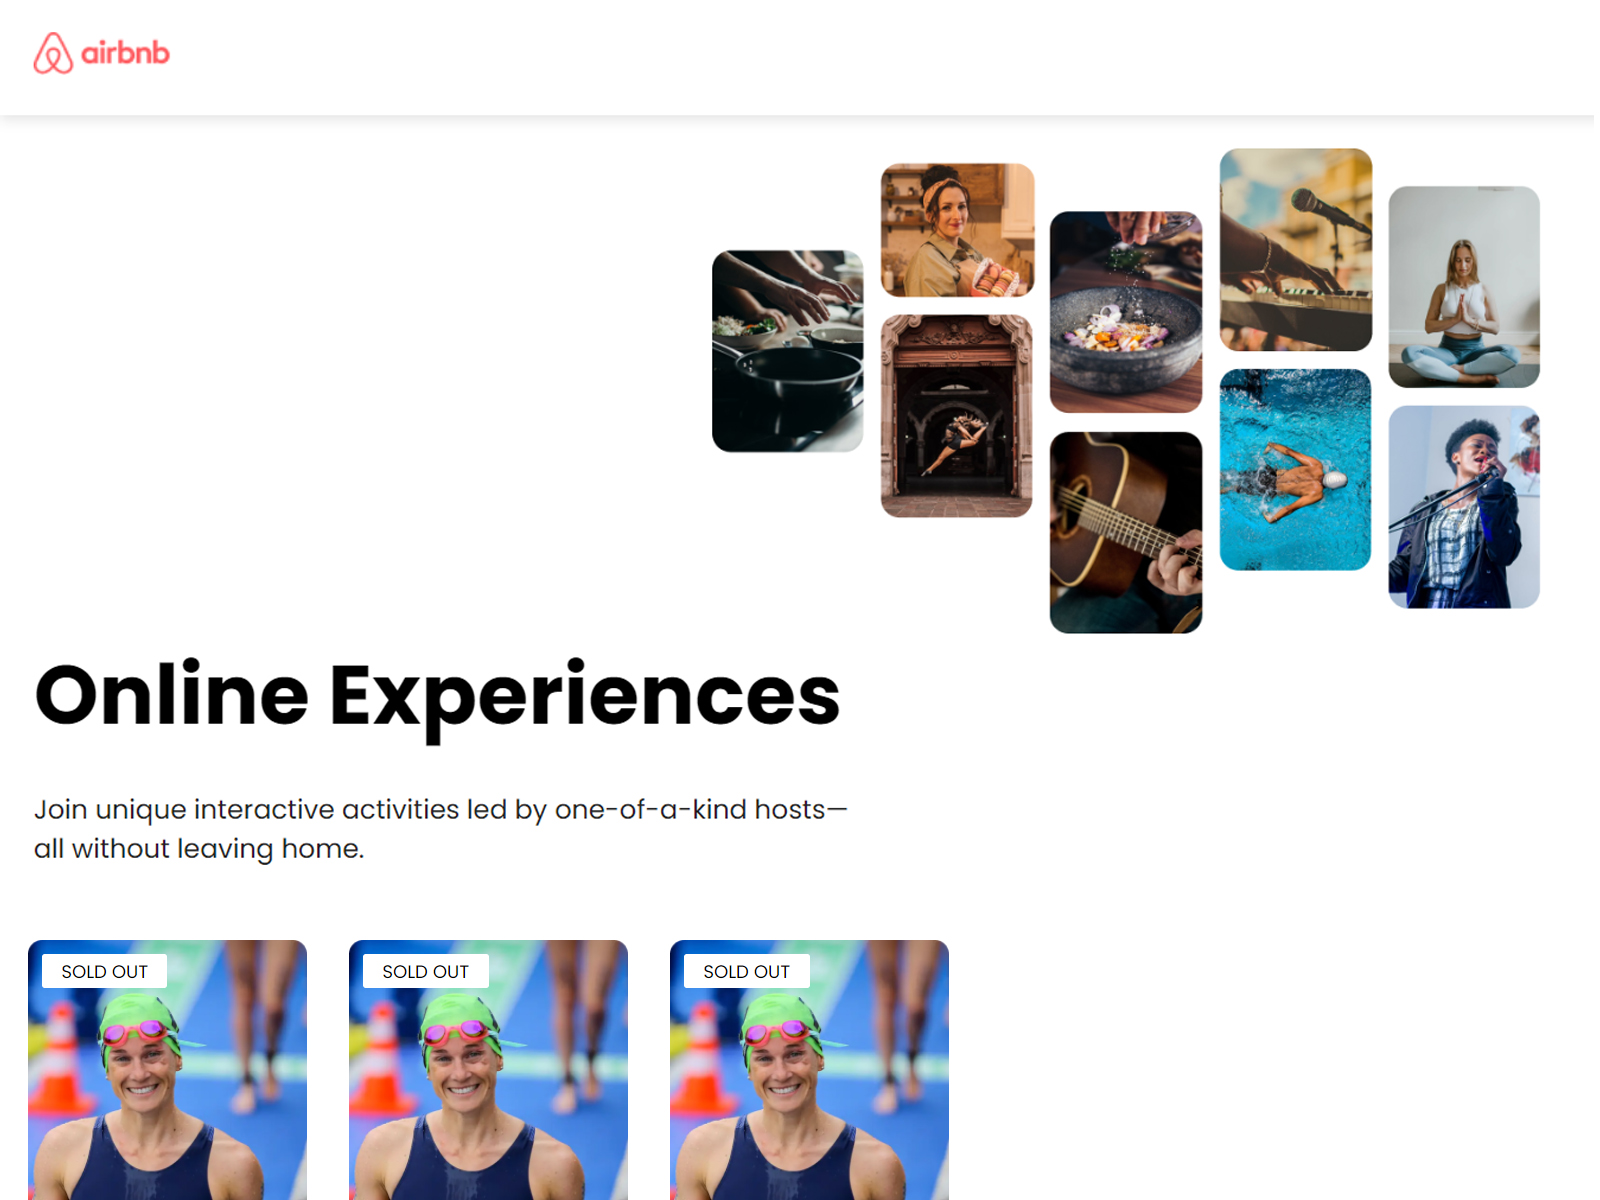 airbnb
Online Experiences
Join unique interactive activities led by one-of-a-kind hosts—
all without leaving home.
SOLD OUT
SOLD OUT
SOLD OUT